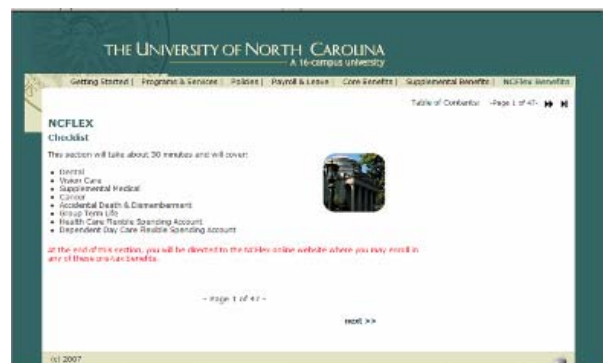 THE UNIVERSITY OF NORTH CAROLINA
A 16-campus university
Getting Started | Programs & Services | Policies | Payroll & Leave | Core Benefits | Supplemental Benefits | NCFlex Benefits
Table of Contents: -Page 1 of 47-
NCFLEX
Checklist
This section will take about 30 minutes and will cover:
Dental
Vision Care
Supplemental Medical
Cancer
Accidental Death & Dismemberment
Group Term Life
Health Care Flexible Spending Account
Dependent Day Care Flexible Spending Account
At the end of this section, you will be directed to the NCFlex online website where you may enroll in
any of these pre-tax benefits.
- Page 1 of 47 -
next >>
(c) 2007